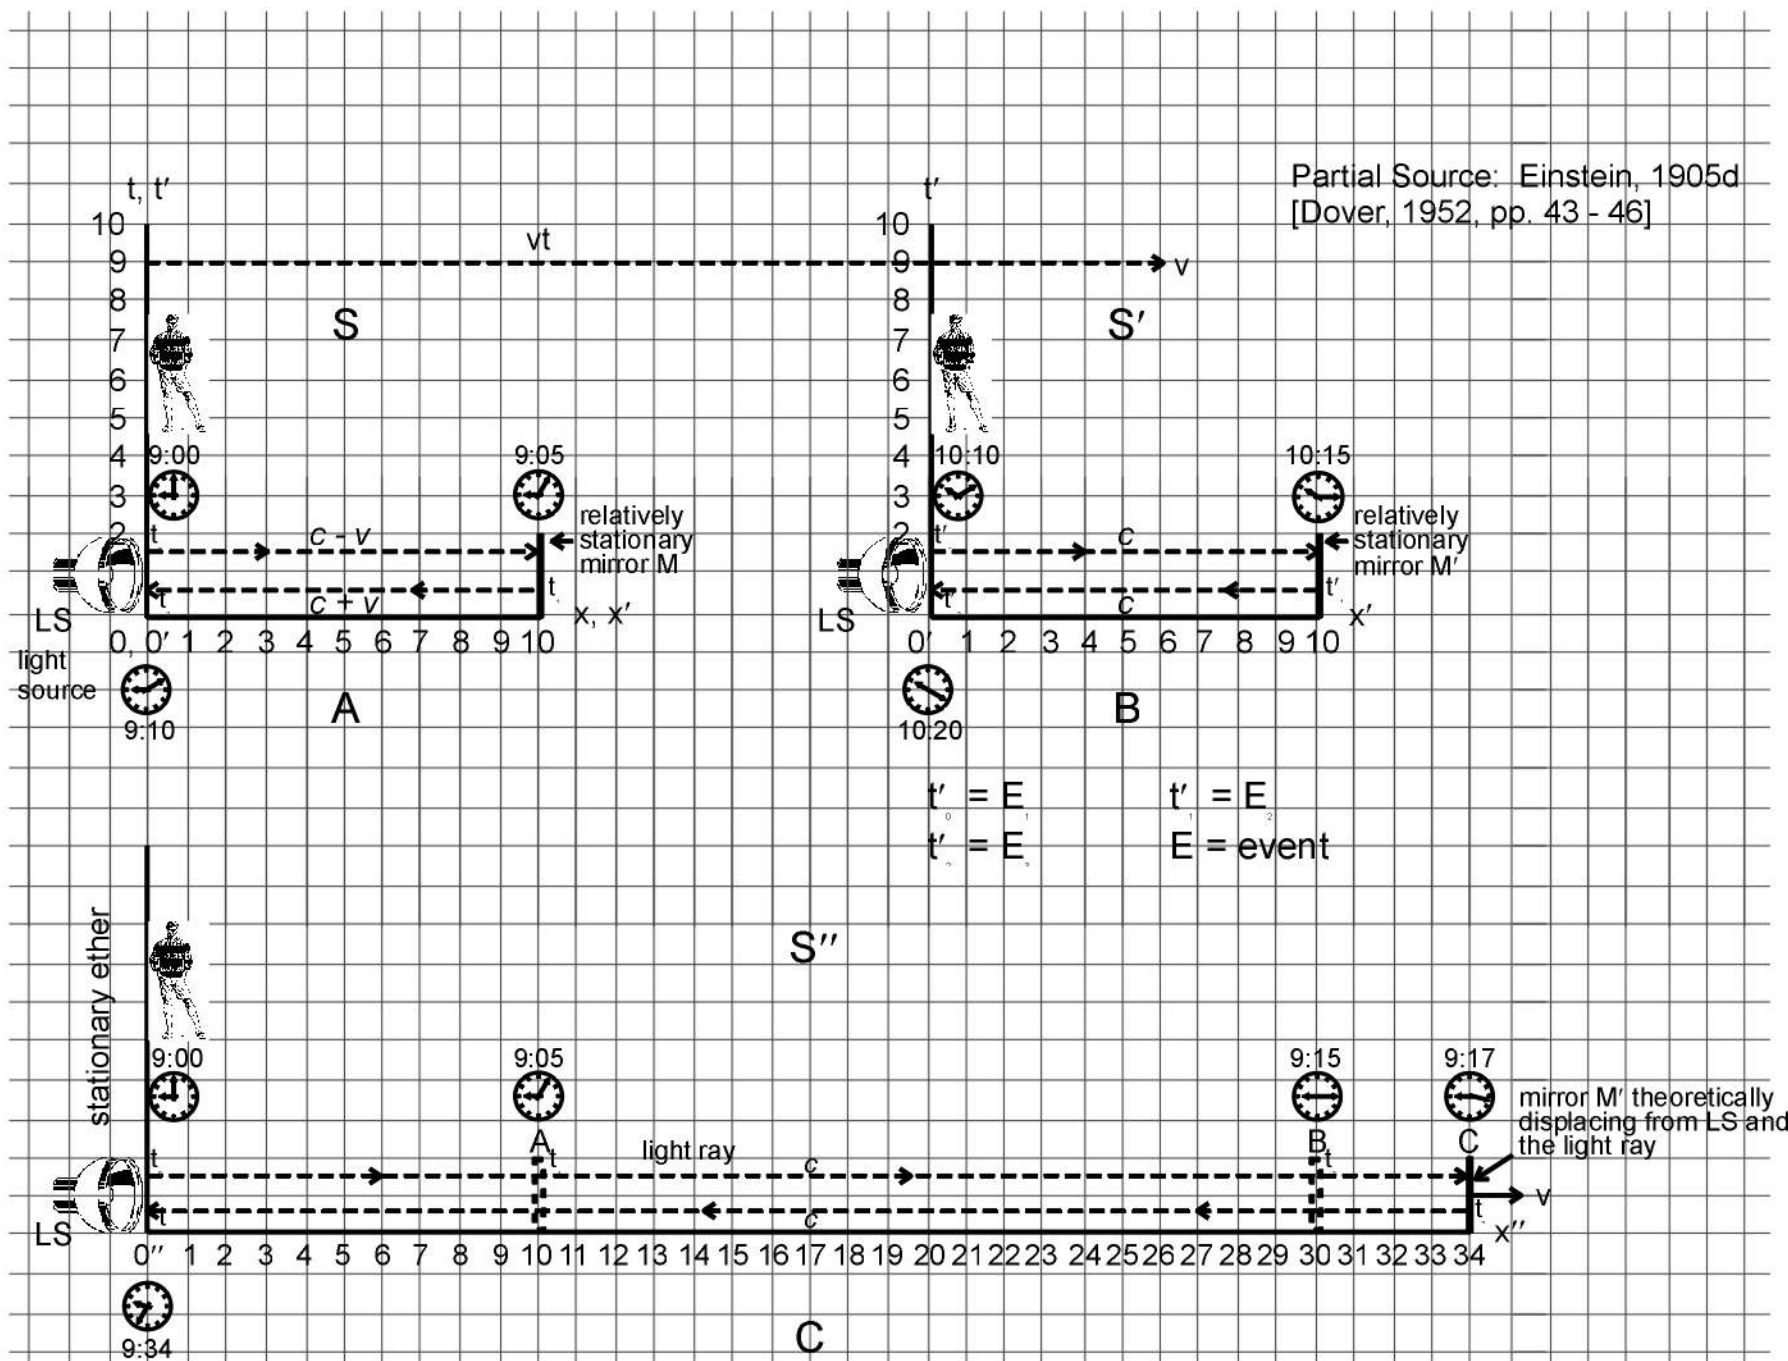 Partial Source: Einstein, 1905d
[Dover, 1952, pp. 43 - 46]
t, t′
10
9
8
7
6
5
4
3
2
vt
v
S
9:00
9:05
t
c - v
relatively
stationary
mirror M
t
c + v
t
LS
x, x′
0, 0′ 1 2 3 4 5 6 7 8 9 10
light
source
9:10
A
t′
10
9
8
7
6
5
4
3
2
S′
10:10
10:15
t′
c
relatively
stationary
mirror M′
t′
c
t′
LS
x′
0′ 1 2 3 4 5 6 7 8 9 10
10:20
B
t′₀ = E₁ t′₁ = E₂
t′ = E E = event
stationary ether
S′′
9:00
9:05
9:15
9:17
mirror M′ theoretically
displacing from LS and
the light ray
A
B
C
t
t
light ray
c
t
v
t
c
t
LS
x′′
0′′ 1 2 3 4 5 6 7 8 9 10 11 12 13 14 15 16 17 18 19 20 21 22 23 24 25 26 27 28 29 30 31 32 33 34
9:34
C